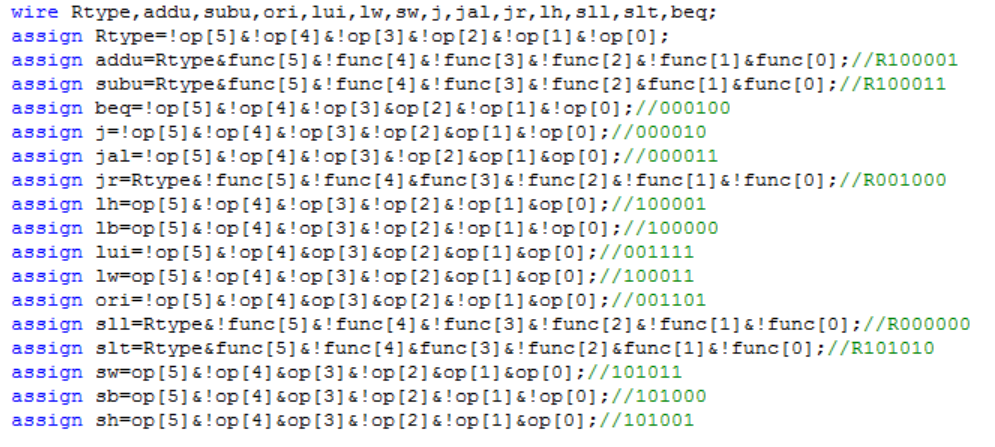 wire Rtype,addu,subu,ori,lui,lw,sw,j,jal,jr,lh,sll,slt,beq;
assign Rtype=!op[5]&!op[4]&!op[3]&!op[2]&!op[1]&!op[0];
assign addu=Rtype&func[5]&!func[4]&!func[3]&!func[2]&!func[1]&func[0];//R100001
assign subu=Rtype&func[5]&!func[4]&!func[3]&!func[2]&func[1]&func[0];//R100011
assign beq=!op[5]&!op[4]&!op[3]&op[2]&!op[1]&!op[0];//000100
assign j=!op[5]&!op[4]&!op[3]&!op[2]&op[1]&!op[0];//000010
assign jal=!op[5]&!op[4]&!op[3]&!op[2]&op[1]&op[0];//000011
assign jr=Rtype&!func[5]&!func[4]&func[3]&!func[2]&!func[1]&!func[0];//R001000
assign lh=op[5]&!op[4]&!op[3]&!op[2]&!op[1]&op[0];//100001
assign lb=op[5]&!op[4]&!op[3]&!op[2]&!op[1]&!op[0];//100000
assign lui=!op[5]&!op[4]&op[3]&op[2]&op[1]&op[0];//001111
assign lw=op[5]&!op[4]&!op[3]&!op[2]&op[1]&op[0];//100011
assign ori=!op[5]&!op[4]&op[3]&op[2]&!op[1]&op[0];//001101
assign sll=Rtype&!func[5]&!func[4]&!func[3]&!func[2]&!func[1]&!func[0];//R000000
assign slt=Rtype&func[5]&!func[4]&func[3]&!func[2]&func[1]&!func[0];//R101010
assign sw=op[5]&!op[4]&op[3]&!op[2]&op[1]&op[0];//101011
assign sb=op[5]&!op[4]&op[3]&!op[2]&!op[1]&!op[0];//101000
assign sh=op[5]&!op[4]&op[3]&!op[2]&!op[1]&op[0];//101001